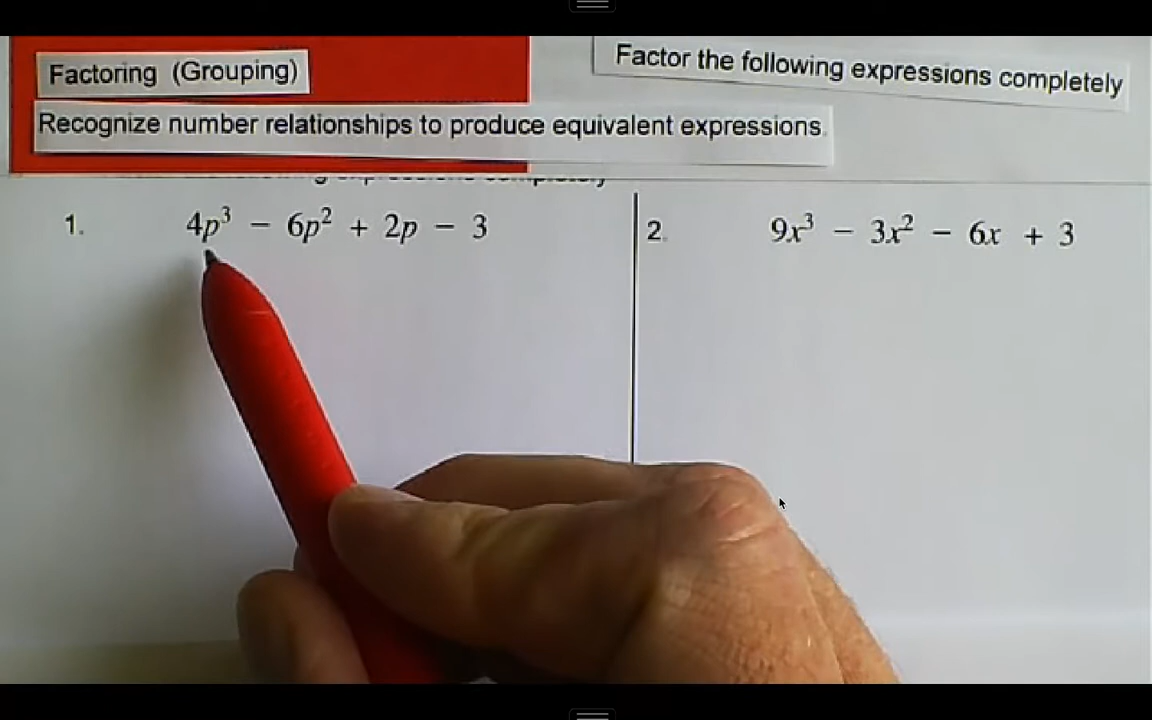 Factoring (Grouping)
Factor the following expressions completely
Recognize number relationships to produce equivalent expressions.
1. 4p³ − 6p² + 2p − 3
2. 9x³ − 3x² − 6x + 3